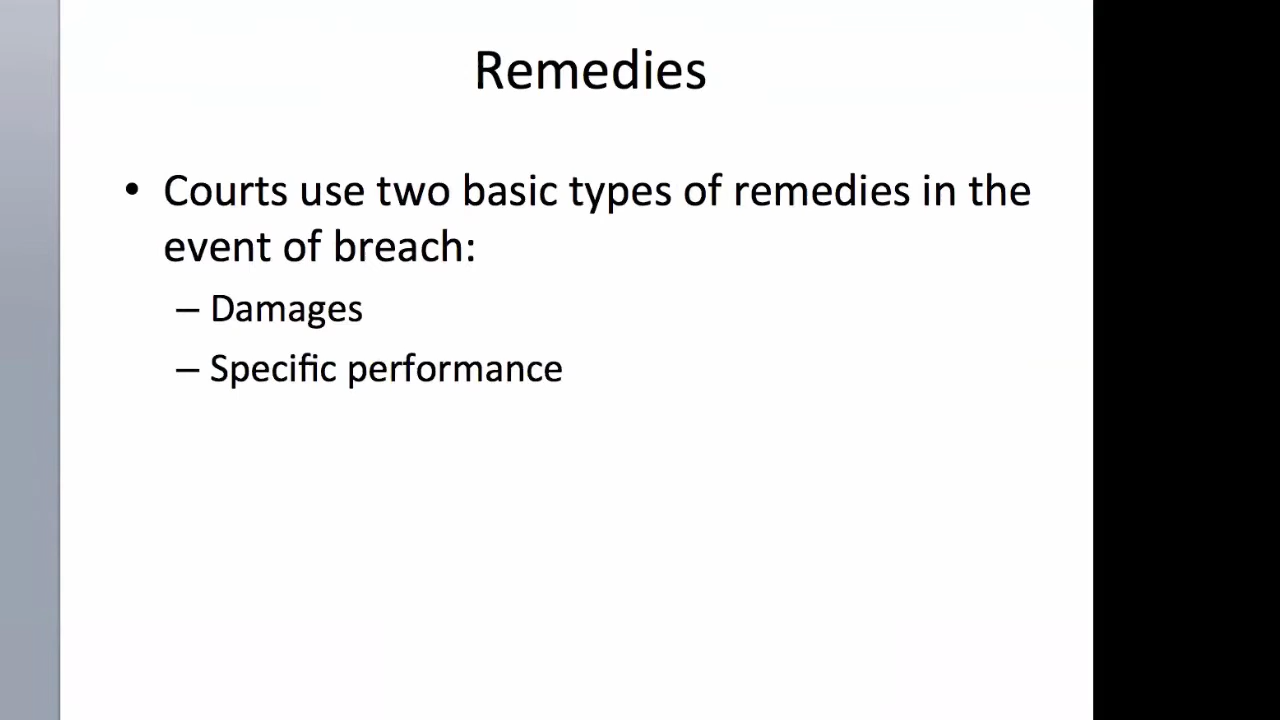 Remedies
• Courts use two basic types of remedies in the
event of breach:
– Damages
– Specific performance